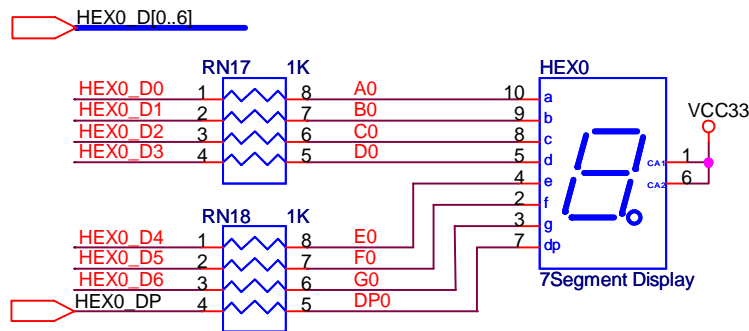 HEX0_D[0..6]
RN17 1K HEX0
HEX0_D0 1 8 A0 10 a VCC33
HEX0_D1 2 7 B0 9 b
HEX0_D2 3 6 C0 8 c
HEX0_D3 4 5 D0 5 d CA1 1
4 e CA2 6
RN18 1K 2 f
3 g
HEX0_D4 1 8 E0 7 dp
HEX0_D5 2 7 F0 7Segment Display
HEX0_D6 3 6 G0
HEX0_DP 4 5 DP0